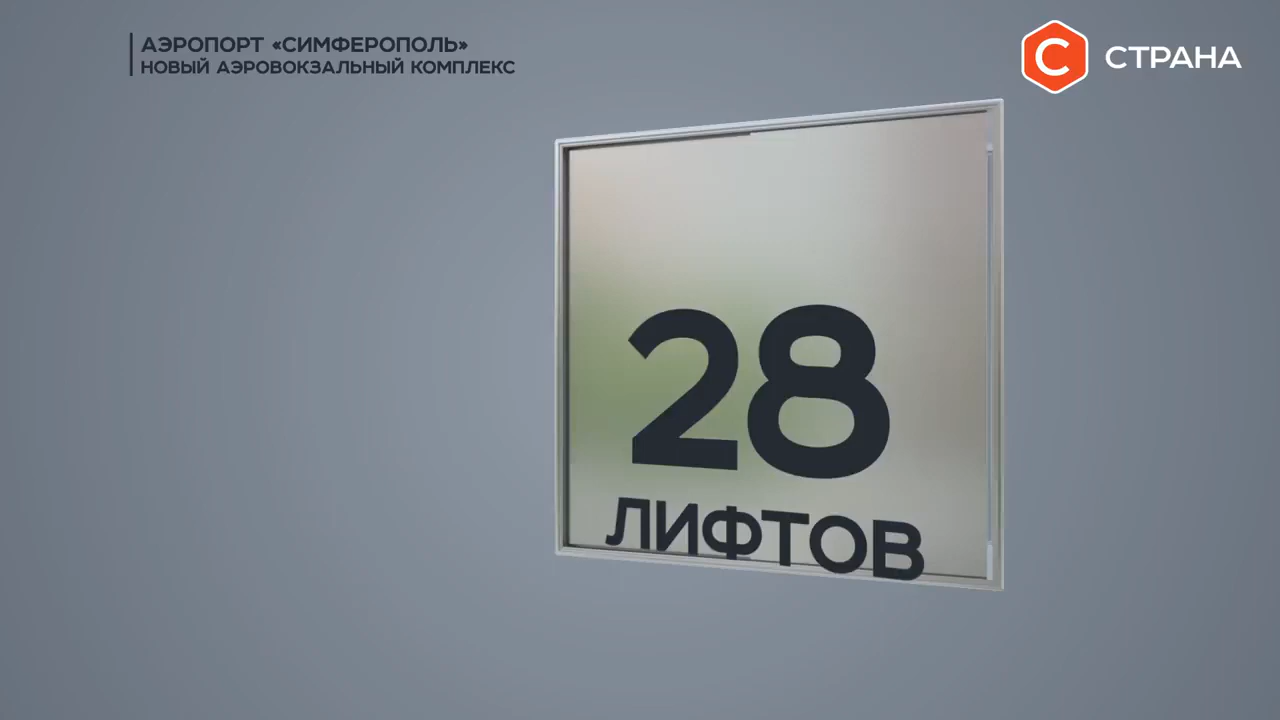 АЭРОПОРТ «СИМФЕРОПОЛЬ»
НОВЫЙ АЭРОВОКЗАЛЬНЫЙ КОМПЛЕКС
С СТРАНА
28
ЛИФТОВ